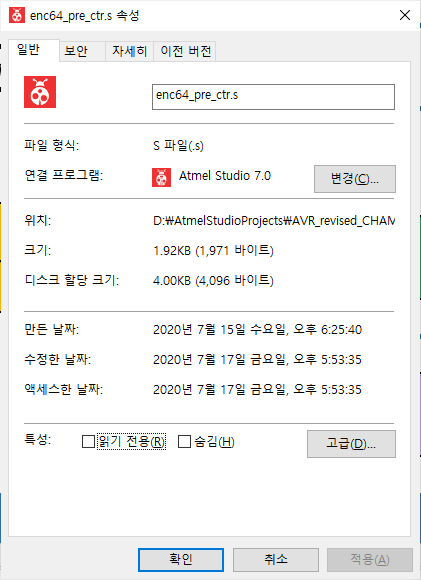 enc64_pre_ctr.s 속성
일반 보안 자세히 이전 버전
enc64_pre_ctr.s
파일 형식: S 파일(.s)
연결 프로그램: Atmel Studio 7.0 변경(C)...
위치: D:₩AtmelStudioProjects₩AVR_revised_CHAM
크기: 1.92KB (1,971 바이트)
디스크 할당 크기: 4.00KB (4,096 바이트)
만든 날짜: 2020년 7월 15일 수요일, 오후 6:25:40
수정한 날짜: 2020년 7월 17일 금요일, 오후 5:53:35
액세스한 날짜: 2020년 7월 17일 금요일, 오후 5:53:35
특성: 읽기 전용(R) 숨김(H) 고급(D)...
확인 취소 적용(A)